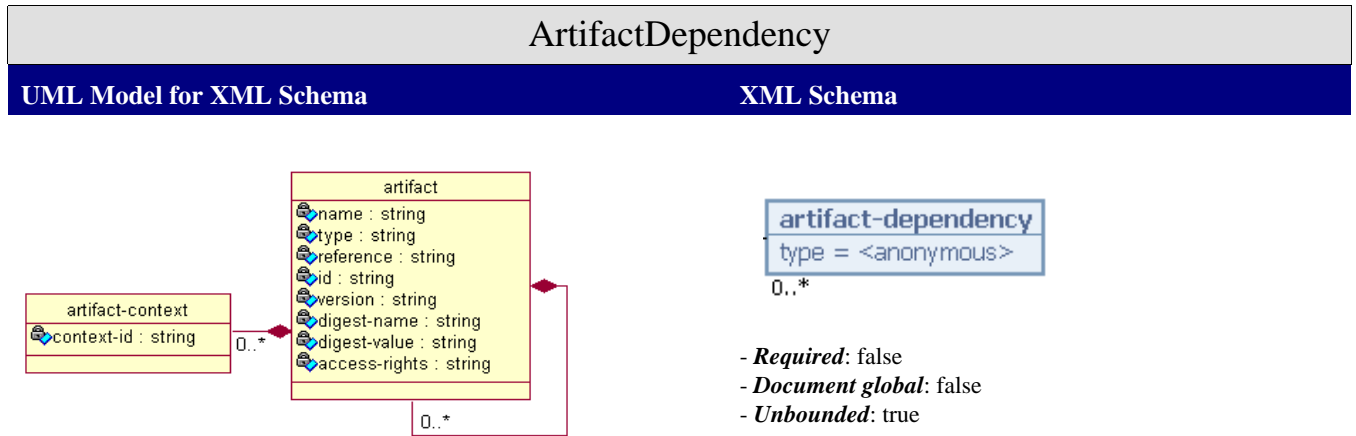 ArtifactDependency
UML Model for XML Schema
XML Schema
artifact
name : string
type : string
reference : string
id : string
version : string
digest-name : string
digest-value : string
access-rights : string
0..*
artifact-context
context-id : string
0..*
artifact-dependency
type = <anonymous>
0..*
- Required: false
- Document global: false
- Unbounded: true